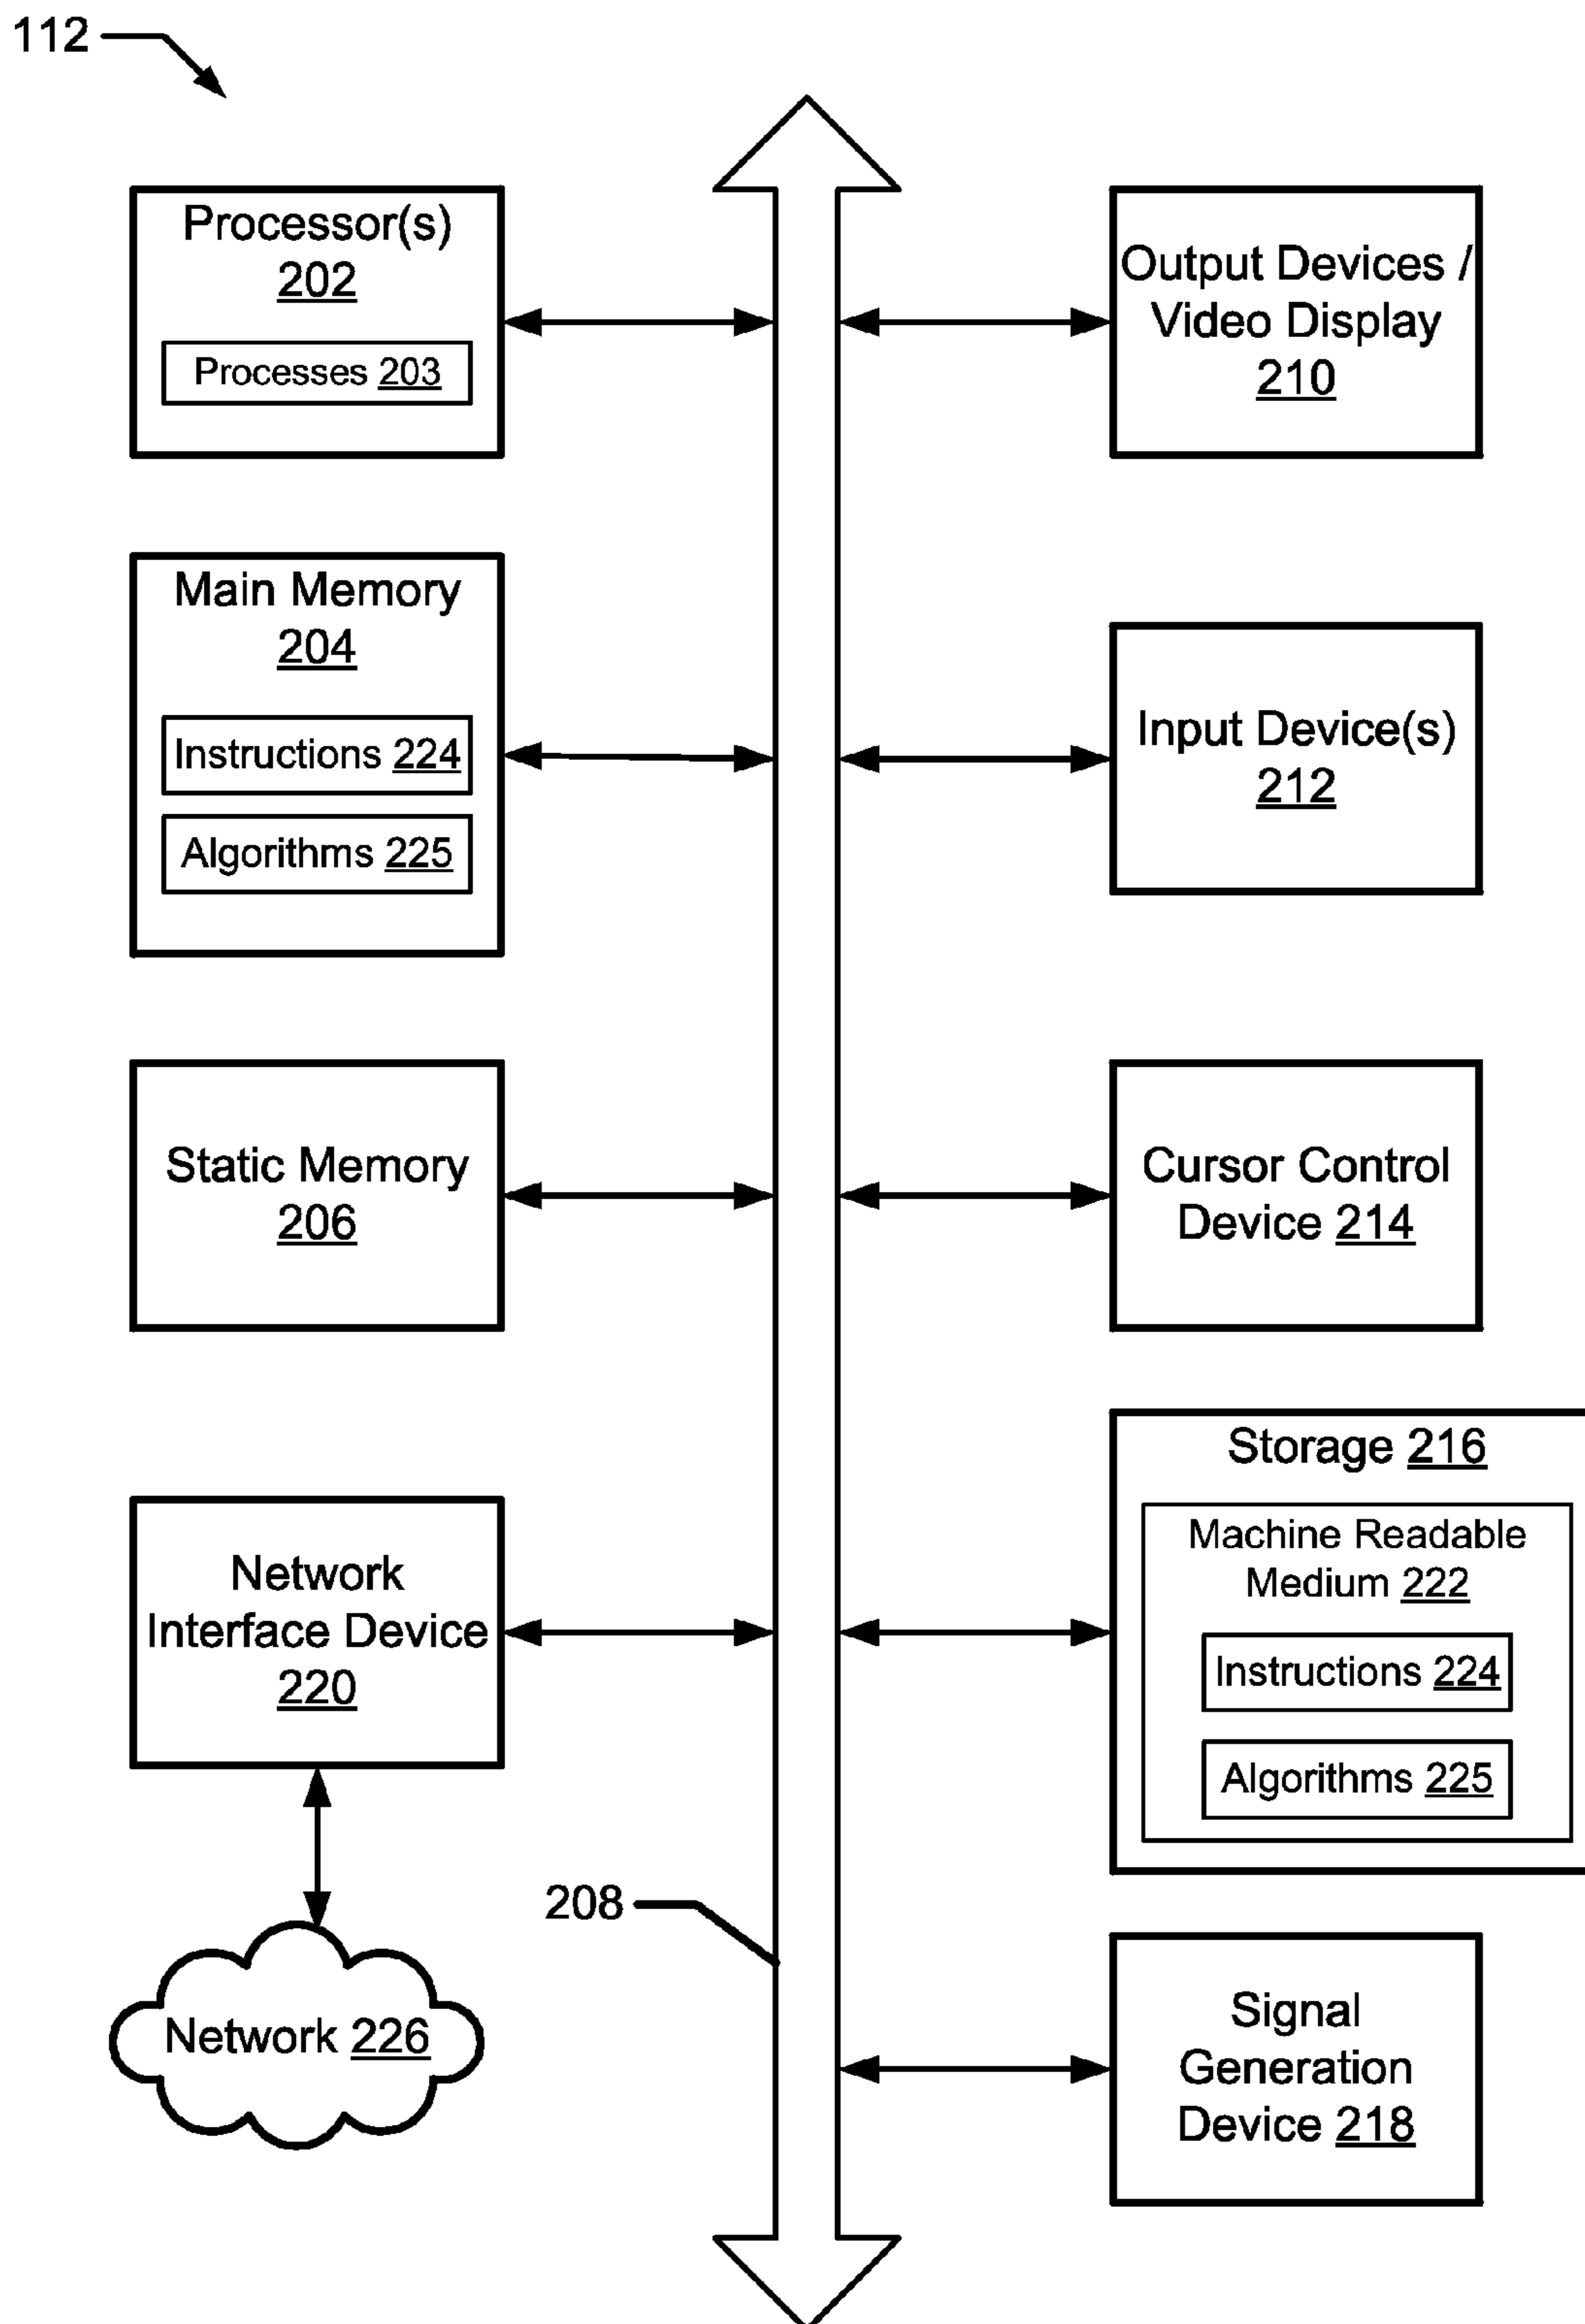 112
Processor(s)
202
Processes 203
Main Memory
204
Instructions 224
Algorithms 225
Static Memory
206
Network
Interface Device
220
Network 226
208
Output Devices /
Video Display
210
Input Device(s)
212
Cursor Control
Device 214
Storage 216
Machine Readable
Medium 222
Instructions 224
Algorithms 225
Signal
Generation
Device 218